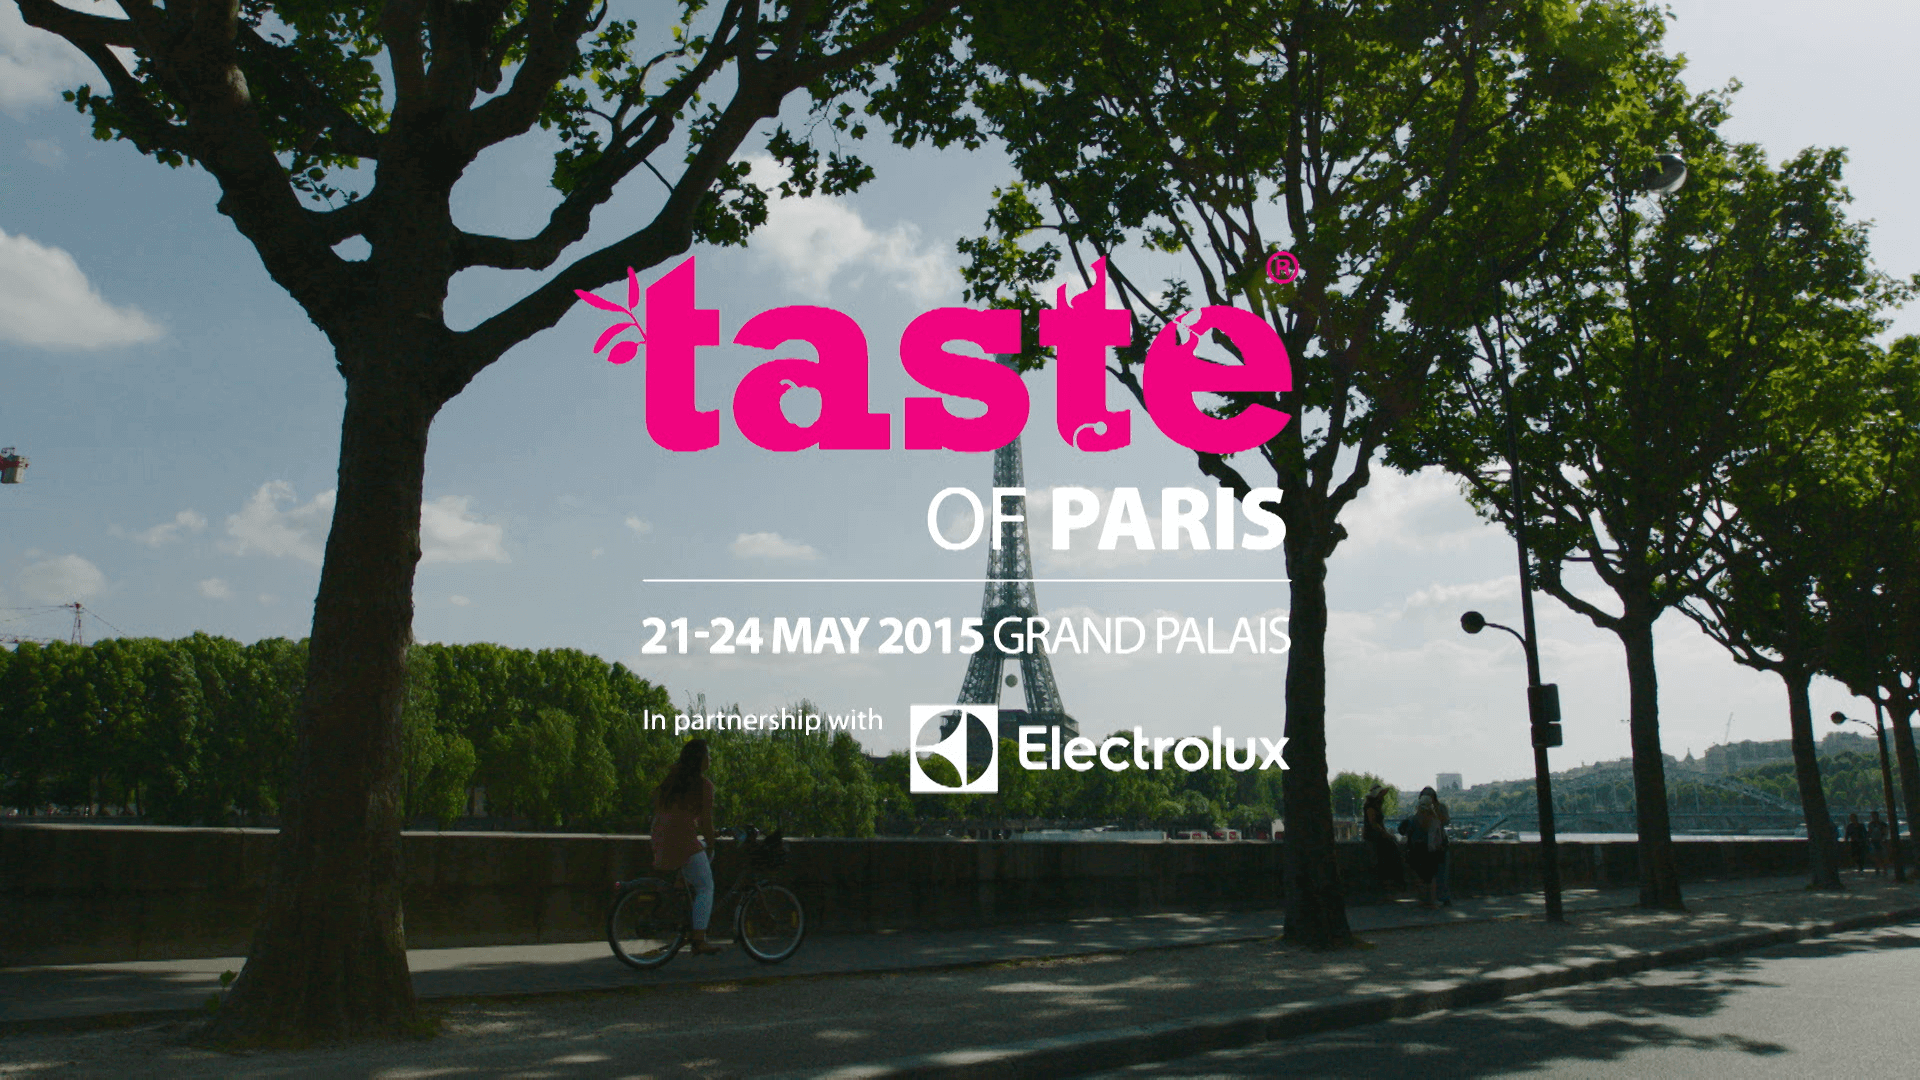 taste®
OF PARIS
21-24 MAY 2015 GRAND PALAIS
In partnership with Electrolux